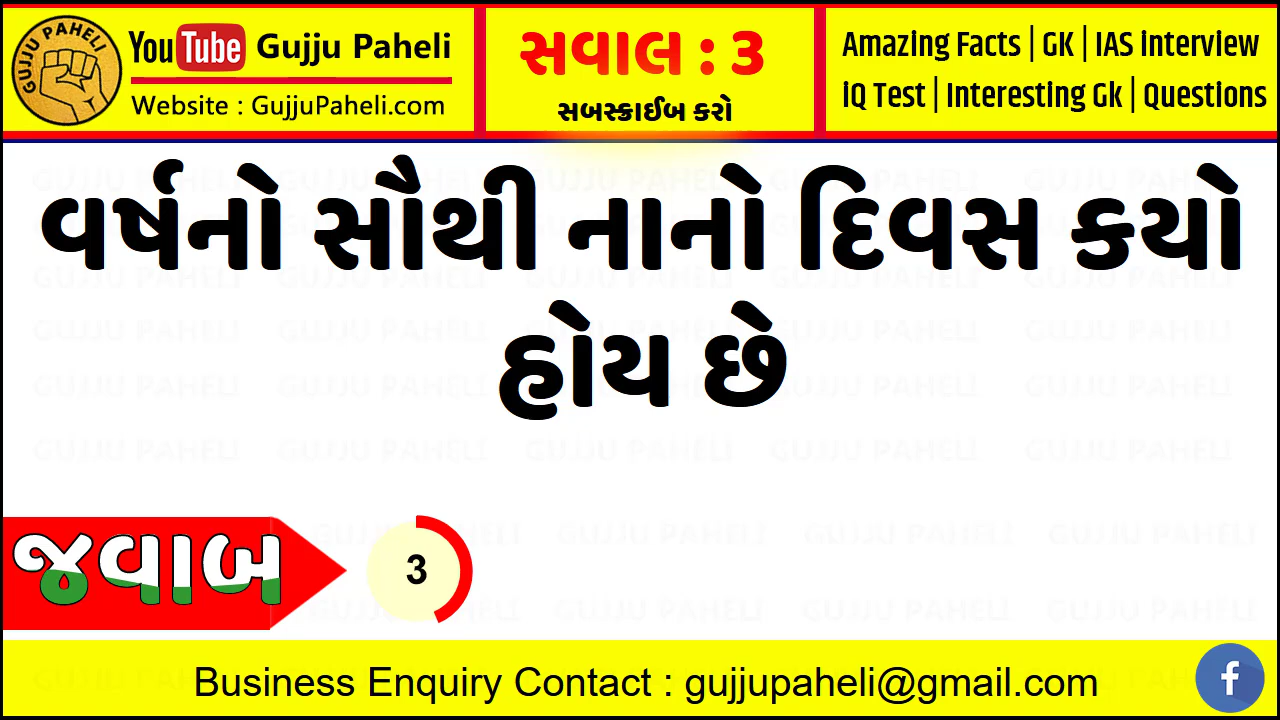 GUJJU PAHELI
YouTube Gujju Paheli
Website : GujjuPaheli.com
સવાલ : ૩
સબસ્ક્રાઈબ કરો
Amazing Facts | GK | IAS interview
iQ Test | Interesting Gk | Questions
વર્ષનો સૌથી નાનો દિવસ કયો
હોય છે
જવાબ
3
Business Enquiry Contact : gujjupaheli@gmail.com
f